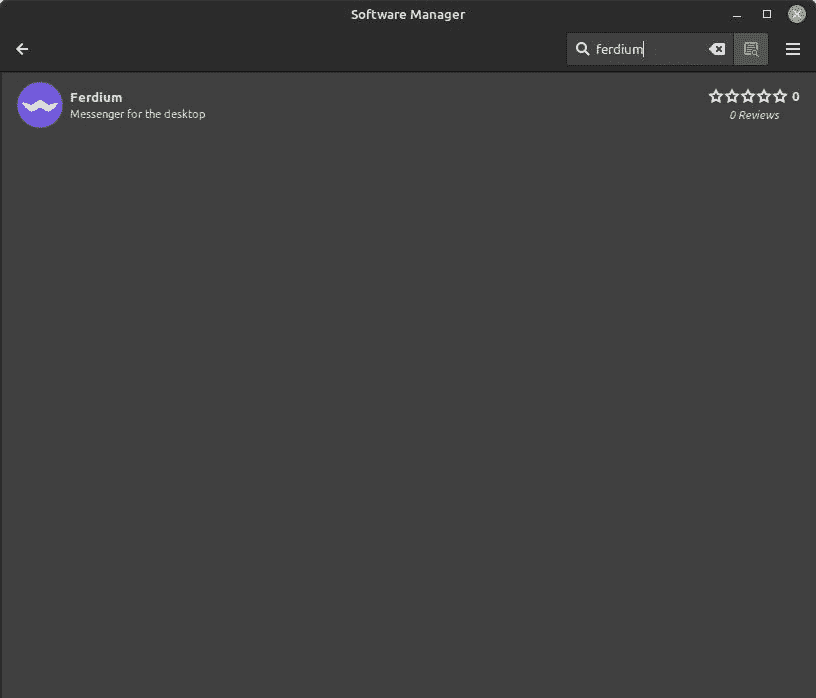 Software Manager
ferdium
Ferdium
Messenger for the desktop
0
0 Reviews